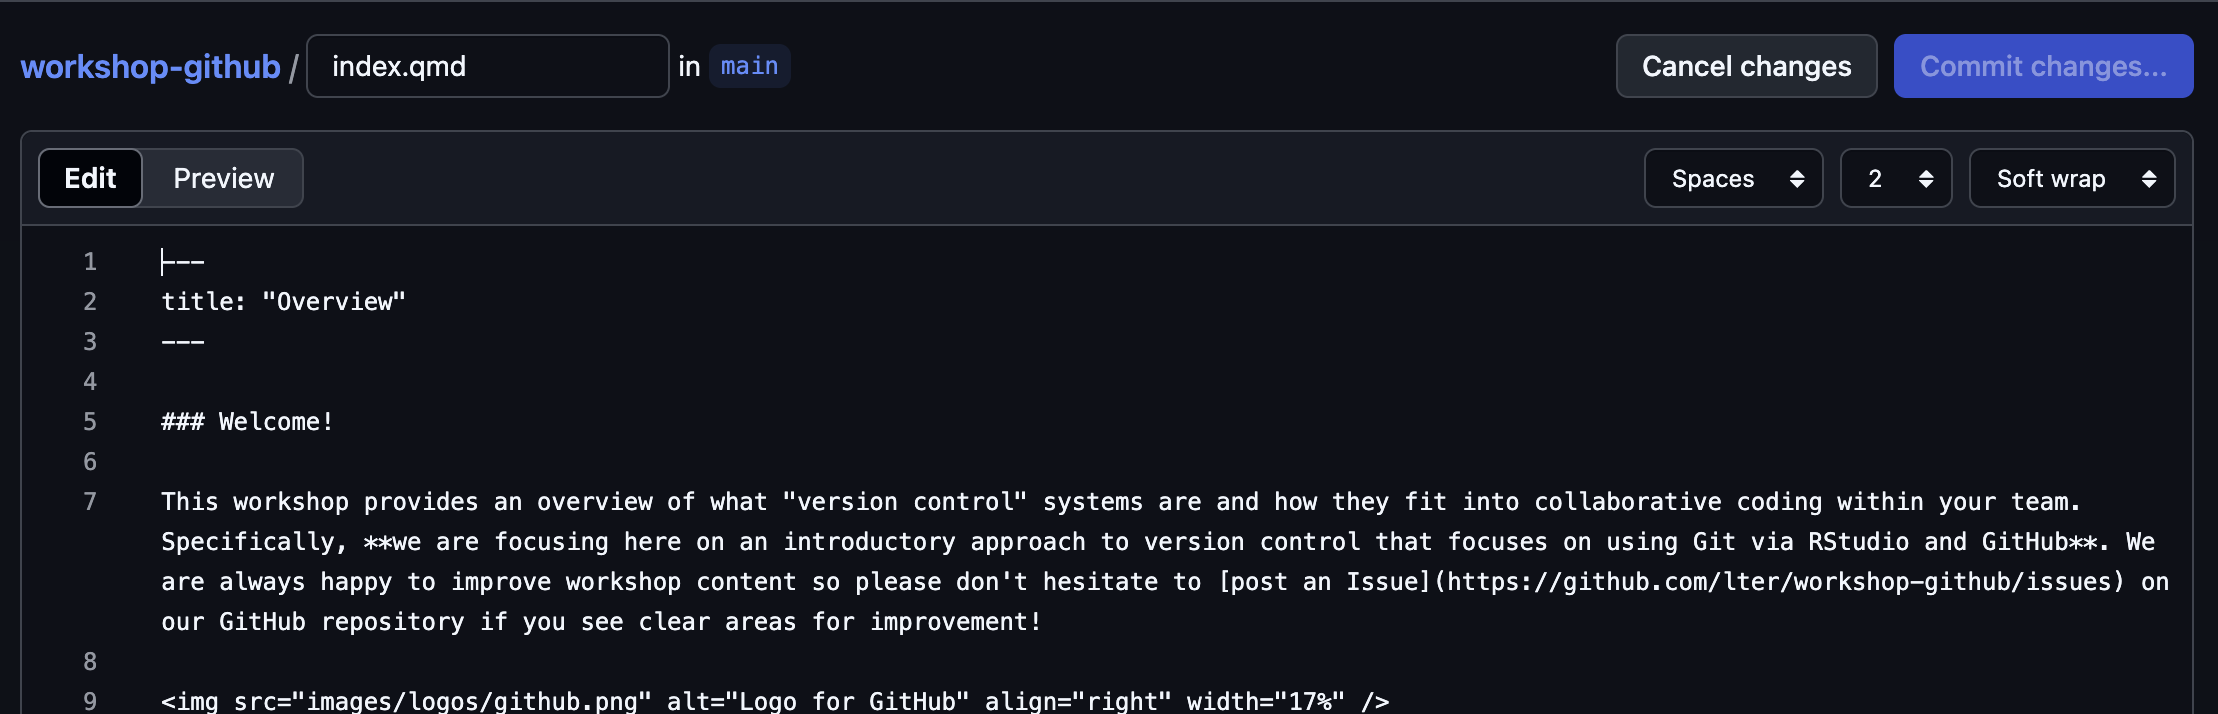 workshop-github / index.qmd in main Cancel changes Commit changes...
Edit Preview Spaces 2 Soft wrap
1 ---
2 title: "Overview"
3 ---
4
5 ### Welcome!
6
7 This workshop provides an overview of what "version control" systems are and how they fit into collaborative coding within your team.
Specifically, **we are focusing here on an introductory approach to version control that focuses on using Git via RStudio and GitHub**. We
are always happy to improve workshop content so please don't hesitate to [post an Issue](https://github.com/lter/workshop-github/issues) on
our GitHub repository if you see clear areas for improvement!
8
9 <img src="images/logos/github.png" alt="Logo for GitHub" align="right" width="17%" />